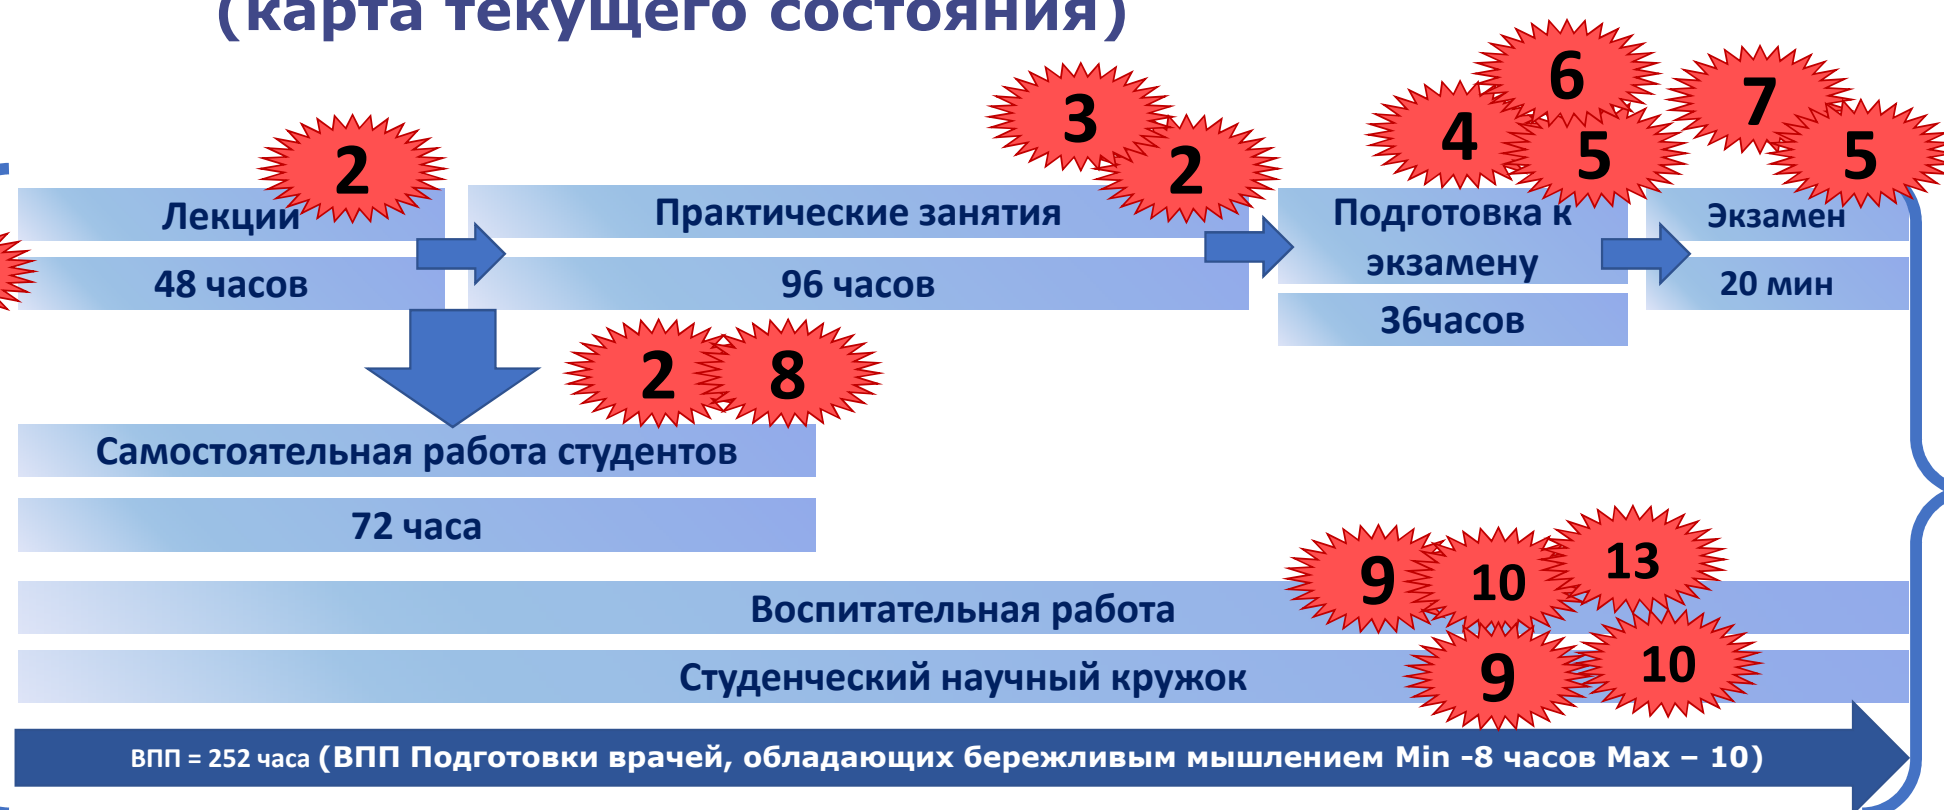 (карта текущего состояния)
6
7
3
4
5
5
2
2
Лекции
Практические занятия
Подготовка к
экзамену
Экзамен
48 часов
96 часов
36часов
20 мин
2
8
Самостоятельная работа студентов
72 часа
9
10
13
Воспитательная работа
Студенческий научный кружок
9
10
ВПП = 252 часа (ВПП Подготовки врачей, обладающих бережливым мышлением Min -8 часов Max – 10)